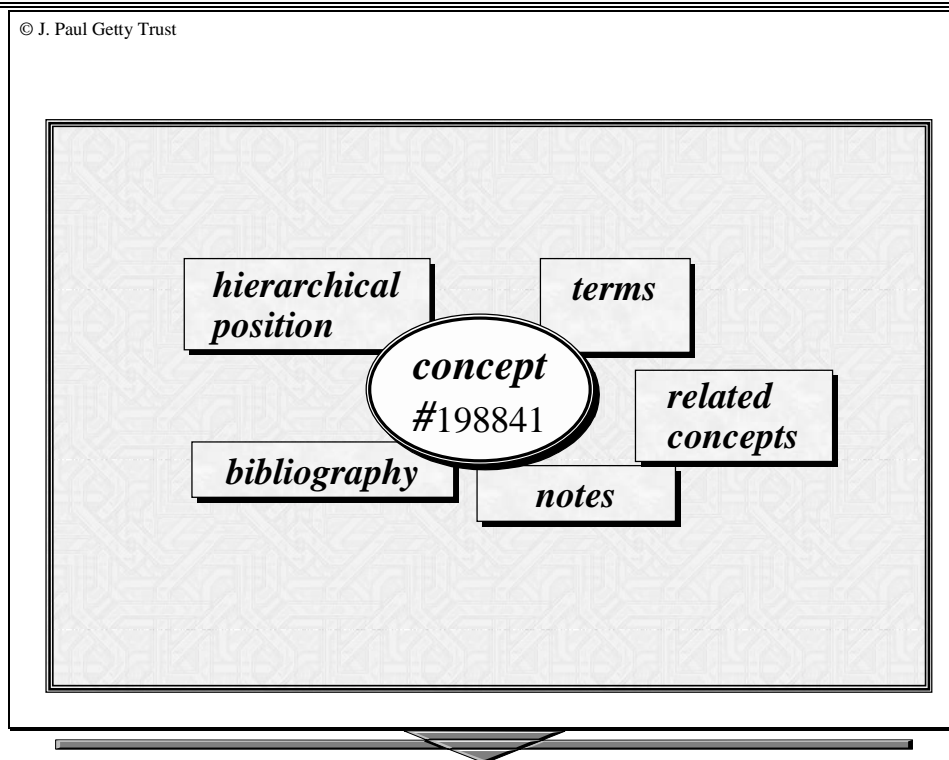 © J. Paul Getty Trust
hierarchical
position
terms
concept
#198841
related
concepts
bibliography
notes